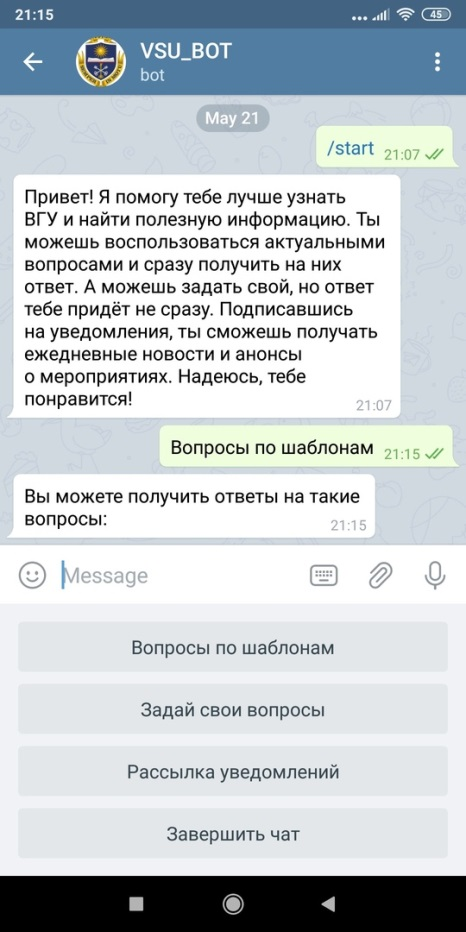 21:15
45
VSU_BOT
bot
May 21
/start 21:07
Привет! Я помогу тебе лучше узнать
ВГУ и найти полезную информацию. Ты
можешь воспользоваться актуальными
вопросами и сразу получить на них
ответ. А можешь задать свой, но ответ
тебе придёт не сразу. Подписавшись
на уведомления, ты сможешь получать
ежедневные новости и анонсы
о мероприятиях. Надеюсь, тебе
понравится!
21:07
Вопросы по шаблонам 21:15
Вы можете получить ответы на такие
вопросы:
21:15
Message
Вопросы по шаблонам
Задай свои вопросы
Рассылка уведомлений
Завершить чат